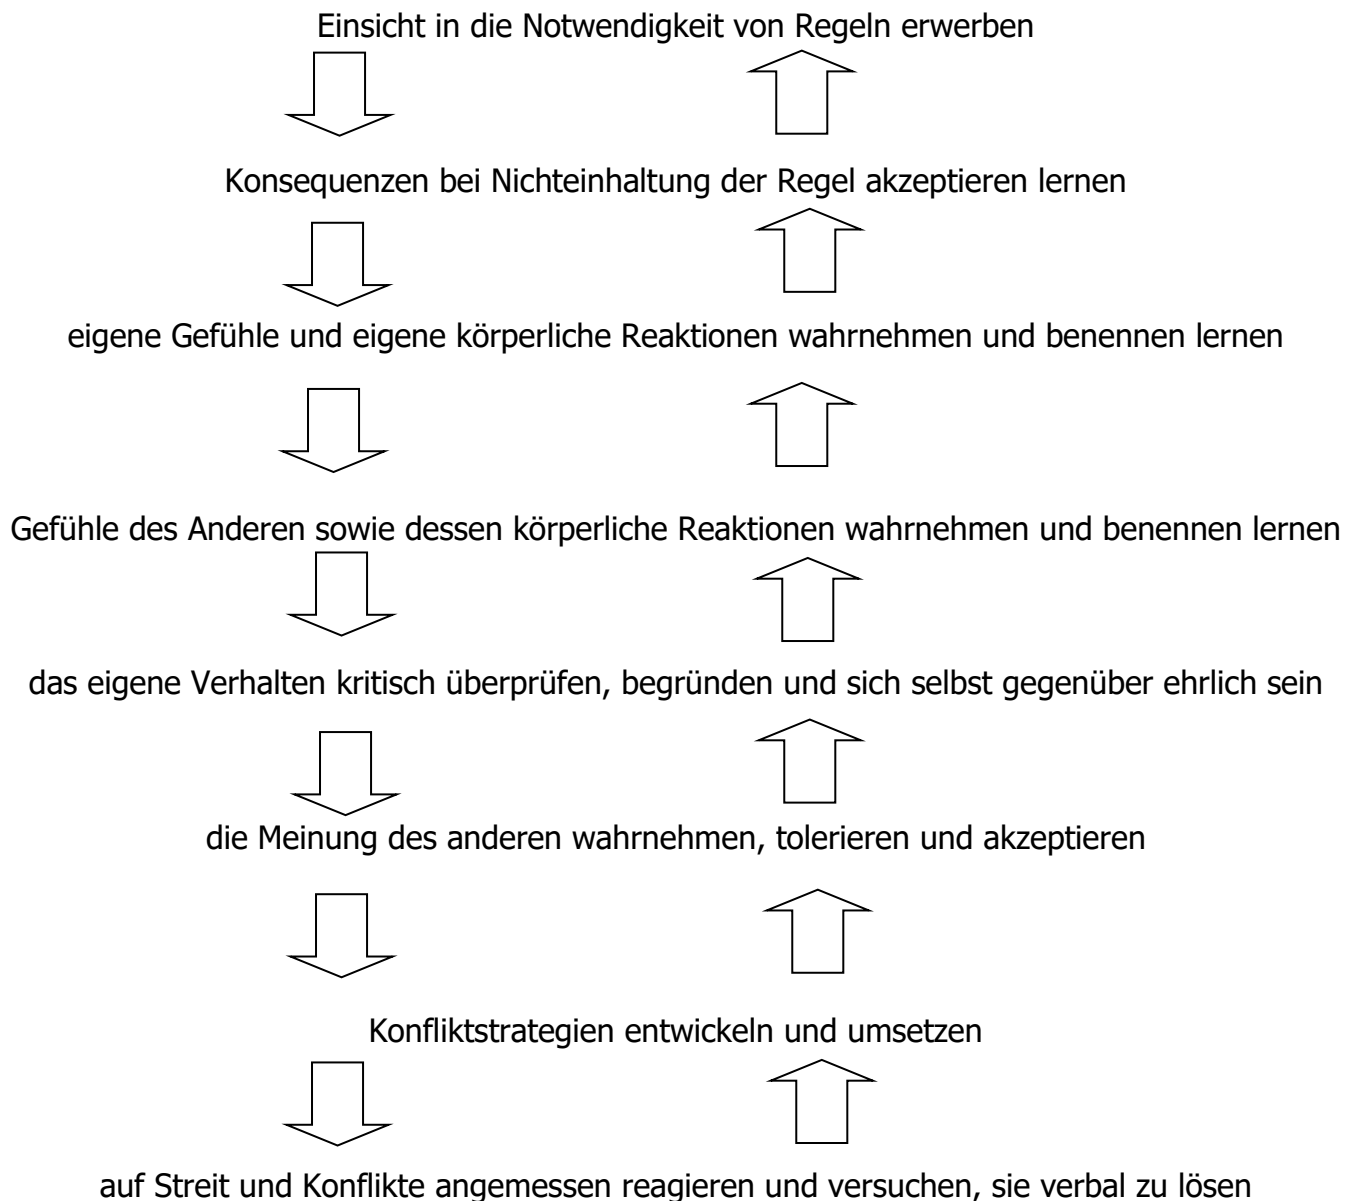 Einsicht in die Notwendigkeit von Regeln erwerben
Konsequenzen bei Nichteinhaltung der Regel akzeptieren lernen
eigene Gefühle und eigene körperliche Reaktionen wahrnehmen und benennen lernen
Gefühle des Anderen sowie dessen körperliche Reaktionen wahrnehmen und benennen lernen
das eigene Verhalten kritisch überprüfen, begründen und sich selbst gegenüber ehrlich sein
die Meinung des anderen wahrnehmen, tolerieren und akzeptieren
Konfliktstrategien entwickeln und umsetzen
auf Streit und Konflikte angemessen reagieren und versuchen, sie verbal zu lösen